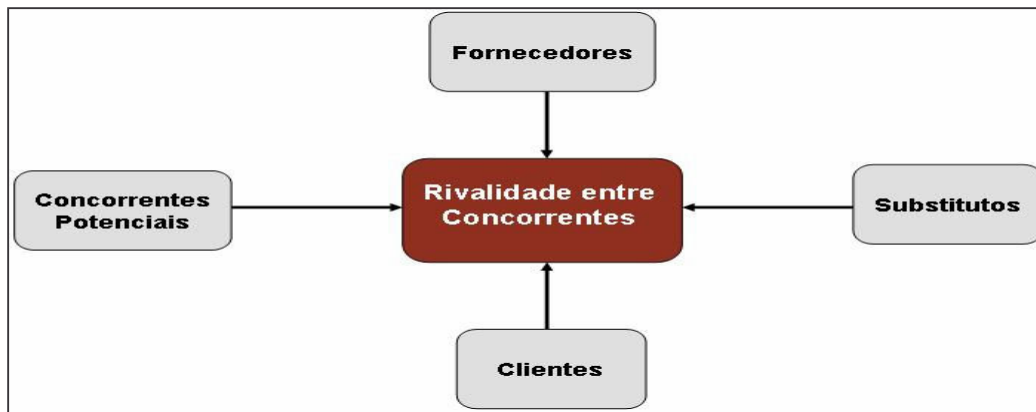 Fornecedores
Concorrentes
Potenciais
Rivalidade entre
Concorrentes
Substitutos
Clientes